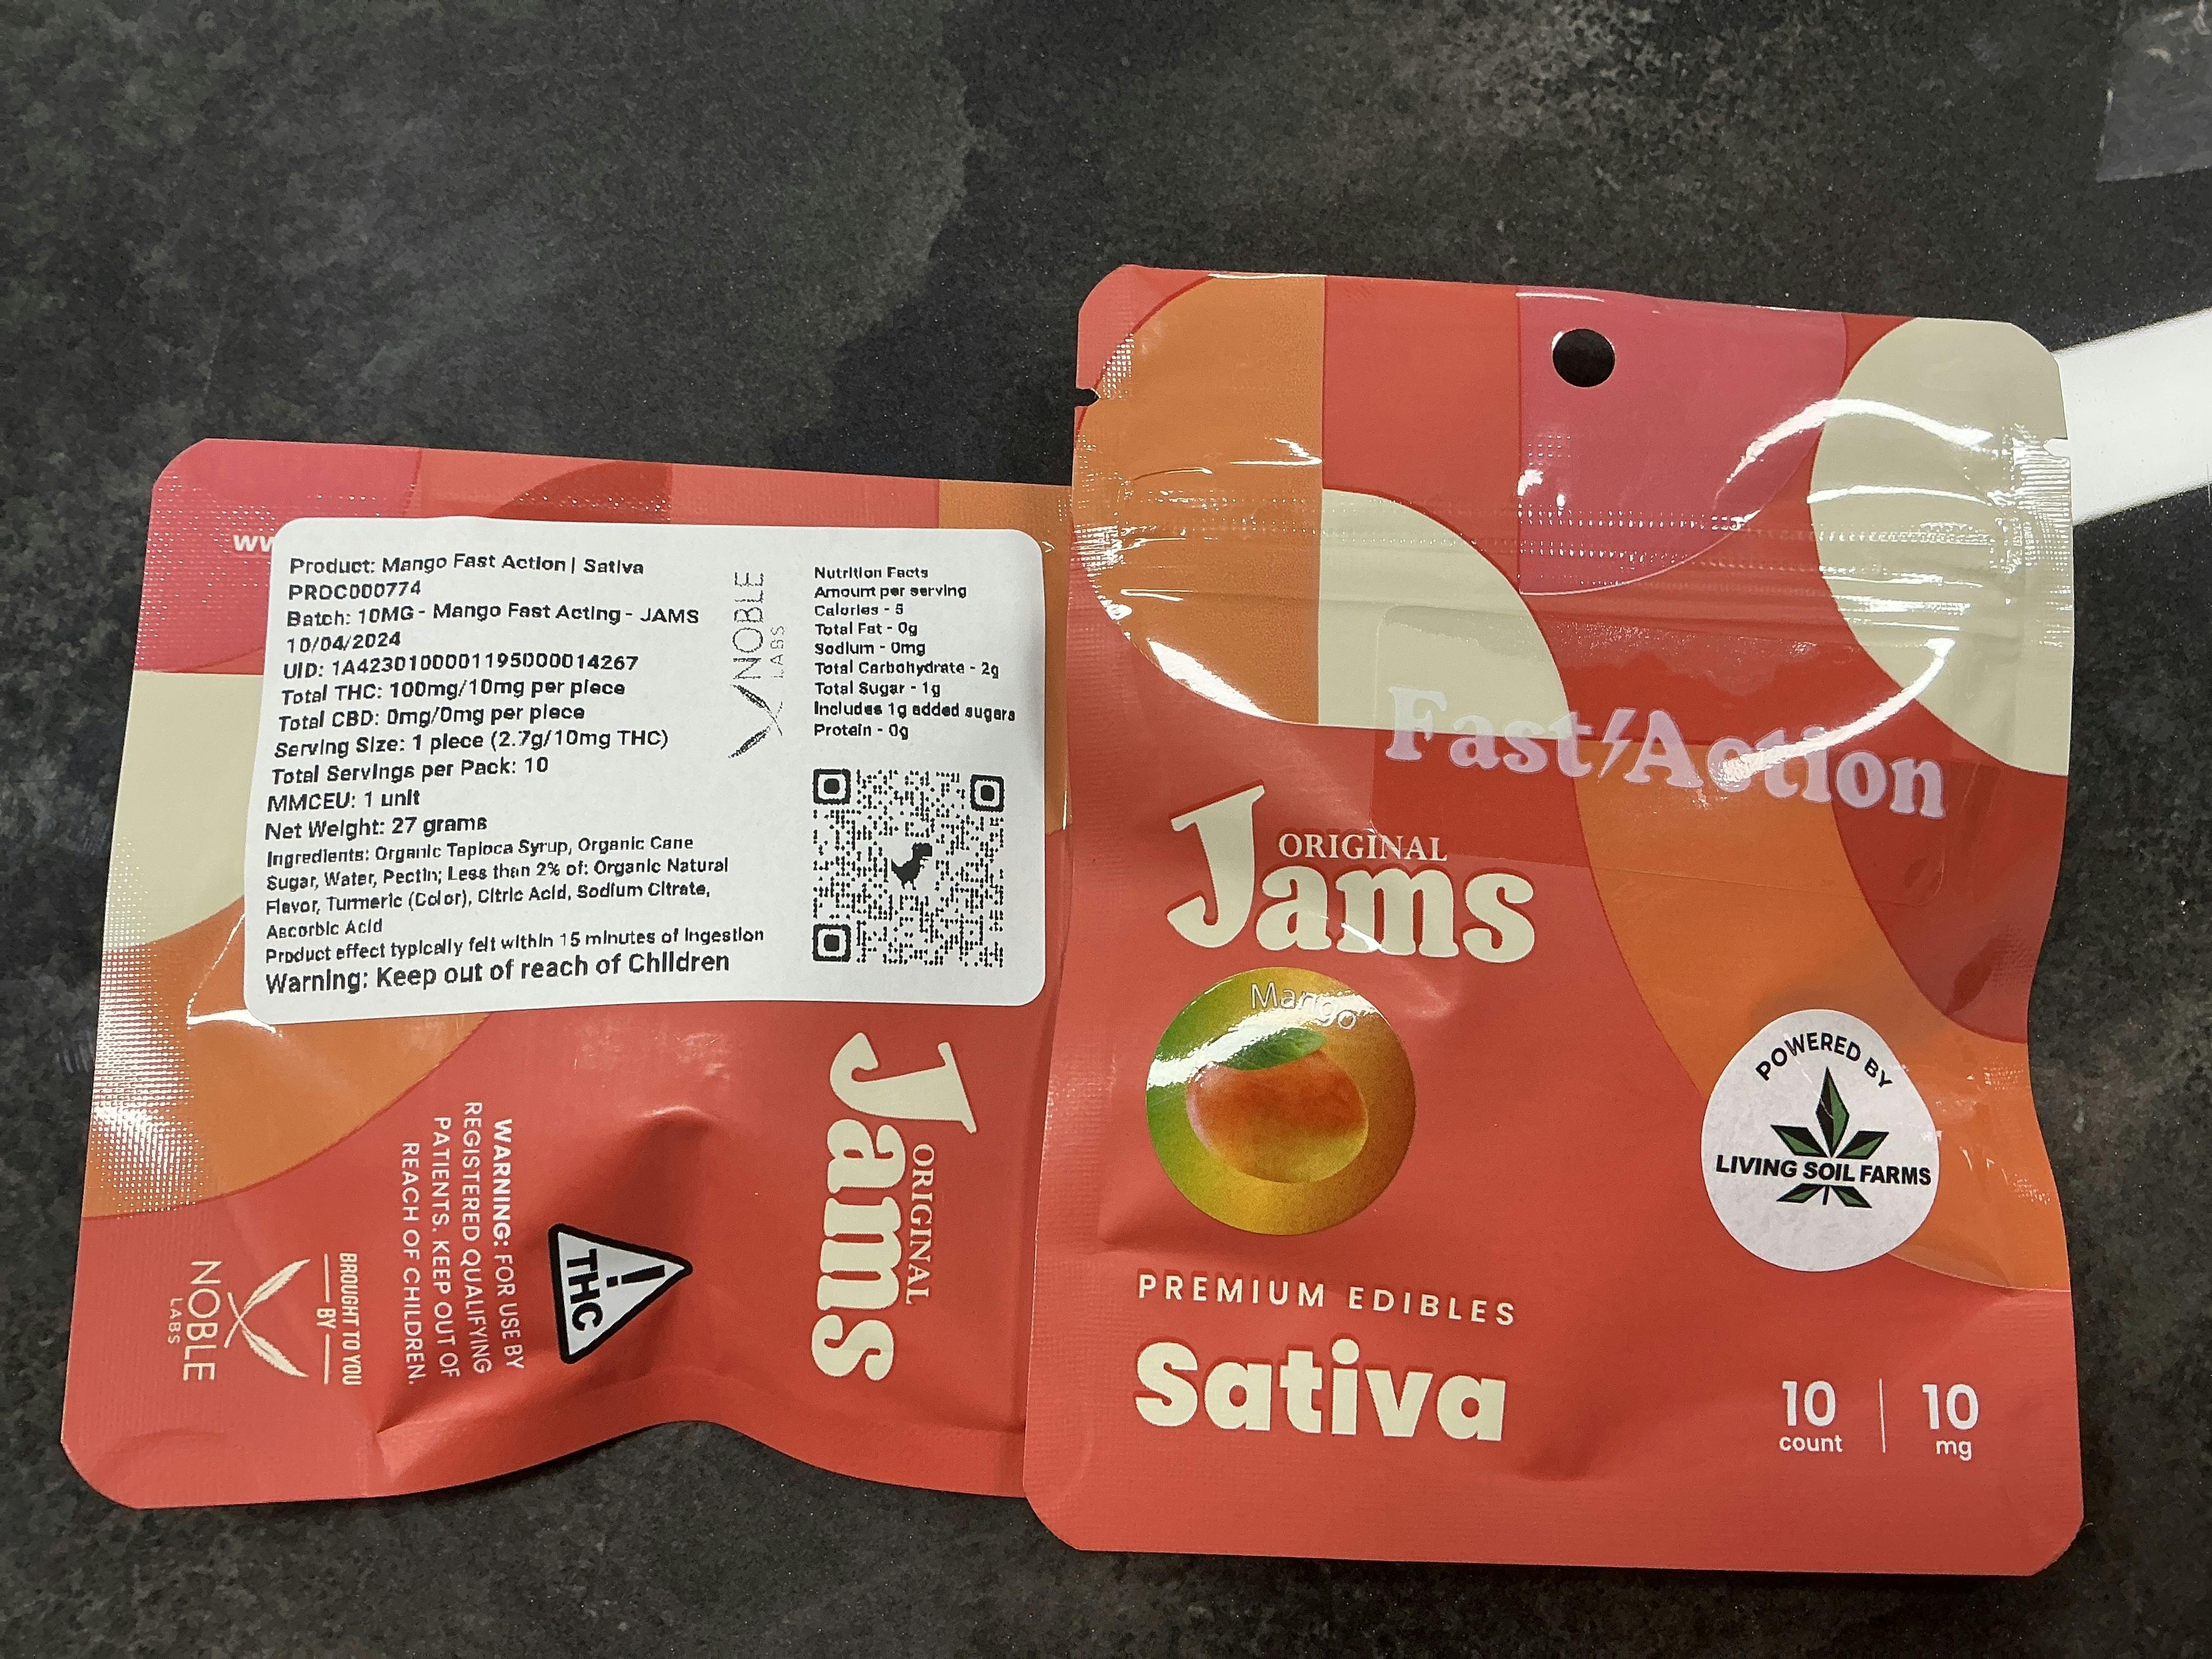 ww
Product: Mango Fast Action | Sativa
PRDC000774
Batch: 10MG - Mango Fast Acting - JAMS
10/04/2024
UID: 1A4230100001195000014267
Total THC: 100mg/10mg per piece
Total CBD: 0mg/0mg per piece
Serving Size: 1 piece (2.7g/10mg THC)
Total Servings per Pack: 10
MMCEU: 1 unit
Net Weight: 27 grams
Ingredients: Organic Tapioca Syrup, Organic Cane
Sugar, Water, Pectin; Less than 2% of: Organic Natural
Flavor, Turmeric (Color), Citric Acid, Sodium Citrate,
Ascorbic Acid
Product effect typically felt within 15 minutes of ingestion
Warning: Keep out of reach of Children
NOBLE
LABS
Nutrition Facts
Amount per serving
Calories - 5
Total Fat - 0g
Sodium - 0mg
Total Carbohydrate - 2g
Total Sugar - 1g
Includes 1g added sugars
Protein - 0g
ORIGINAL
Jams
THC
WARNING: FOR USE BY
REGISTERED QUALIFYING
PATIENTS. KEEP OUT OF
REACH OF CHILDREN.
BROUGHT TO YOU
BY
NOBLE
LABS
Fast Action
ORIGINAL
Jams
Mango
POWERED BY
LIVING SOIL FARMS
PREMIUM EDIBLES
Sativa
10
count
10
mg